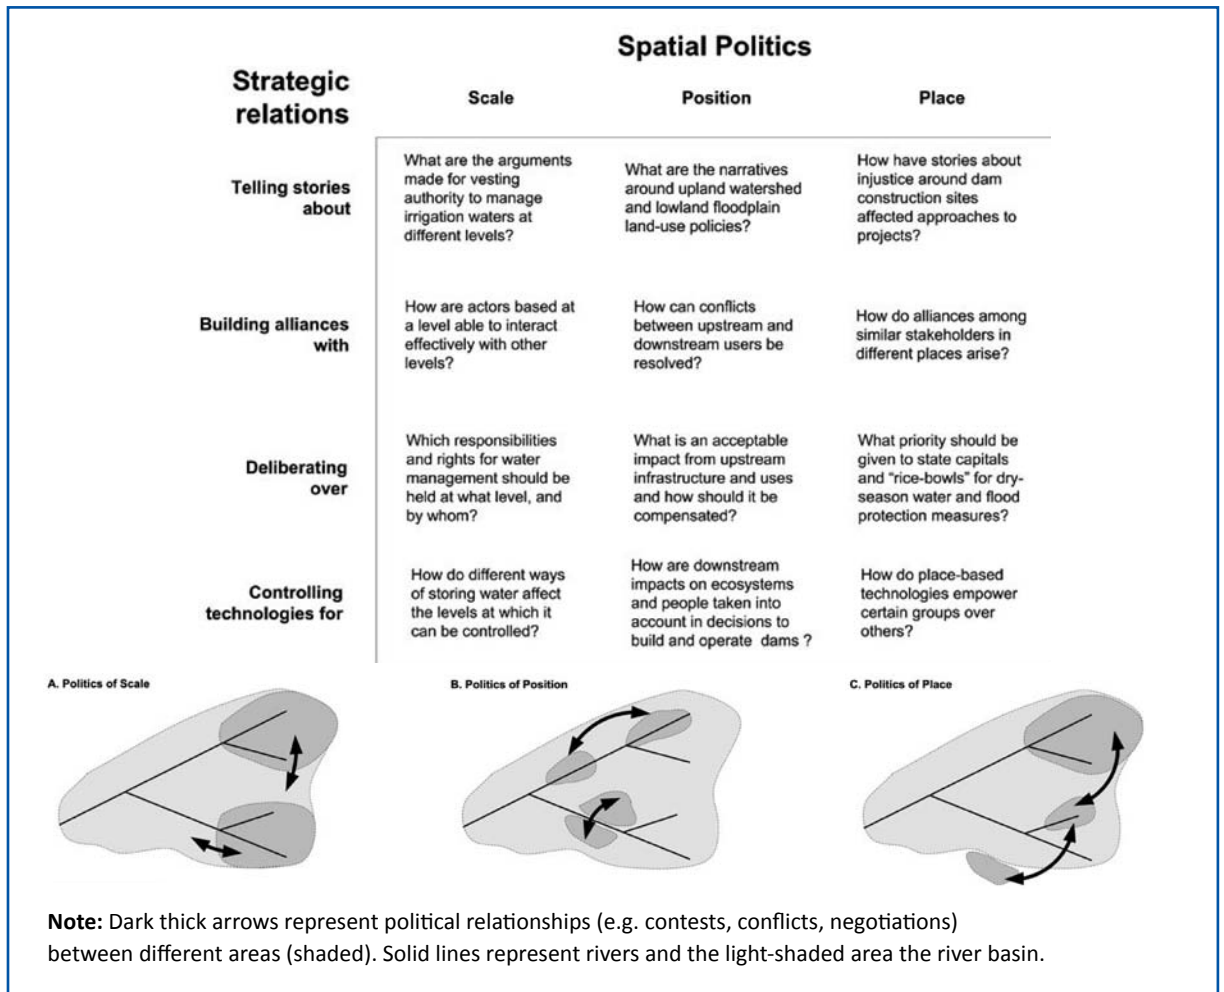 Spatial Politics
Strategic
relations
Scale
Position
Place
Telling stories
about
What are the arguments
made for vesting
authority to manage
irrigation waters at
different levels?
What are the narratives
around upland watershed
and lowland floodplain
land-use policies?
How have stories about
injustice around dam
construction sites
affected approaches to
projects?
Building alliances
with
How are actors based at
a level able to interact
effectively with other
levels?
How can conflicts
between upstream and
downstream users be
resolved?
How do alliances among
similar stakeholders in
different places arise?
Deliberating
over
Which responsibilities
and rights for water
management should be
held at what level, and
by whom?
What is an acceptable
impact from upstream
infrastructure and uses
and how should it be
compensated?
What priority should be
given to state capitals
and "rice-bowls" for dry-
season water and flood
protection measures?
Controlling
technologies for
How do different ways
of storing water affect
the levels at which it
can be controlled?
How are downstream
impacts on ecosystems
and people taken into
account in decisions to
build and operate dams ?
How do place-based
technologies empower
certain groups over
others?
A. Politics of Scale
B. Politics of Position
C. Politics of Place
Note: Dark thick arrows represent political relationships (e.g. contests, conflicts, negotiations)
between different areas (shaded). Solid lines represent rivers and the light-shaded area the river basin.